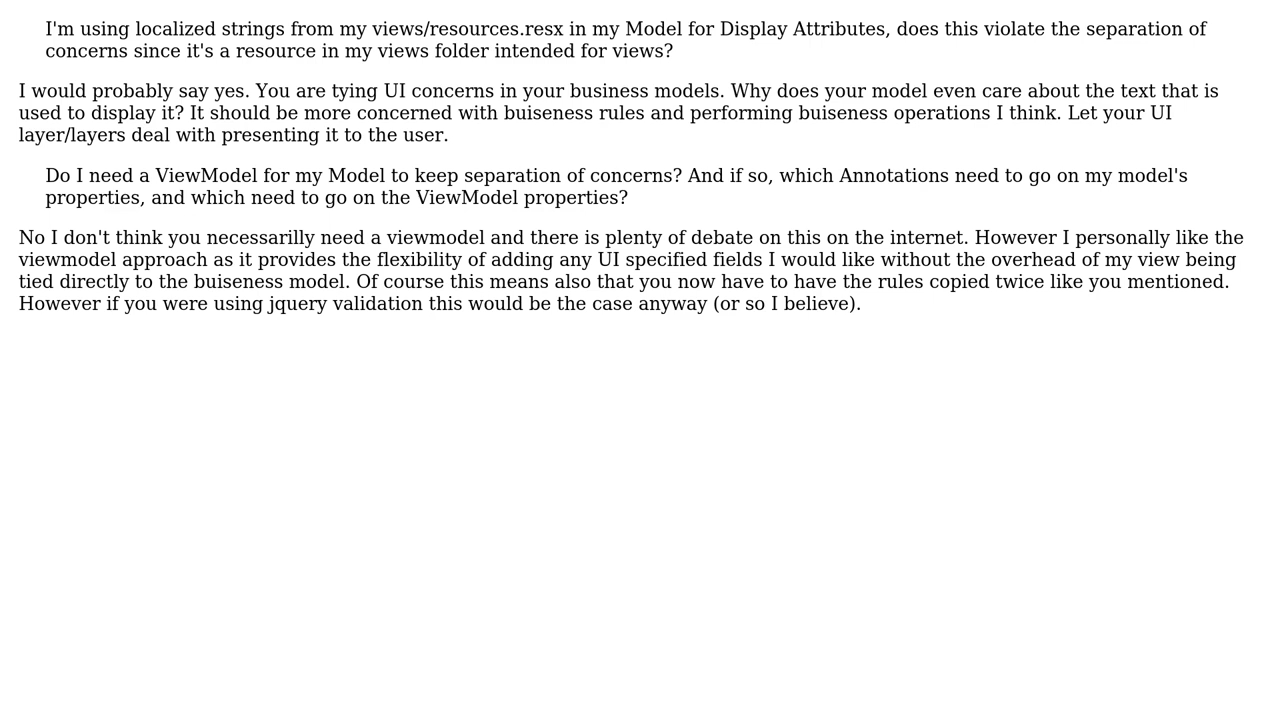 I'm using localized strings from my views/resources.resx in my Model for Display Attributes, does this violate the separation of
concerns since it's a resource in my views folder intended for views?
I would probably say yes. You are tying UI concerns in your business models. Why does your model even care about the text that is
used to display it? It should be more concerned with buiseness rules and performing buiseness operations I think. Let your UI
layer/layers deal with presenting it to the user.
Do I need a ViewModel for my Model to keep separation of concerns? And if so, which Annotations need to go on my model's
properties, and which need to go on the ViewModel properties?
No I don't think you necessarilly need a viewmodel and there is plenty of debate on this on the internet. However I personally like the
viewmodel approach as it provides the flexibility of adding any UI specified fields I would like without the overhead of my view being
tied directly to the buiseness model. Of course this means also that you now have to have the rules copied twice like you mentioned.
However if you were using jquery validation this would be the case anyway (or so I believe).